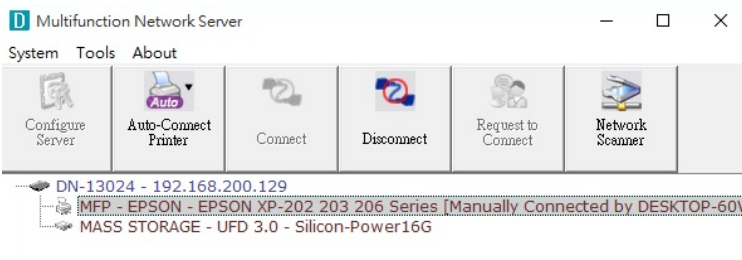 D Multifunction Network Server
System Tools About
Auto
Configure Server
Auto-Connect Printer
Connect
Disconnect
Request to Connect
Network Scanner
DN-13024 - 192.168.200.129
MFP - EPSON - EPSON XP-202 203 206 Series [Manually Connected by DESKTOP-60V
MASS STORAGE - UFD 3.0 - Silicon-Power16G